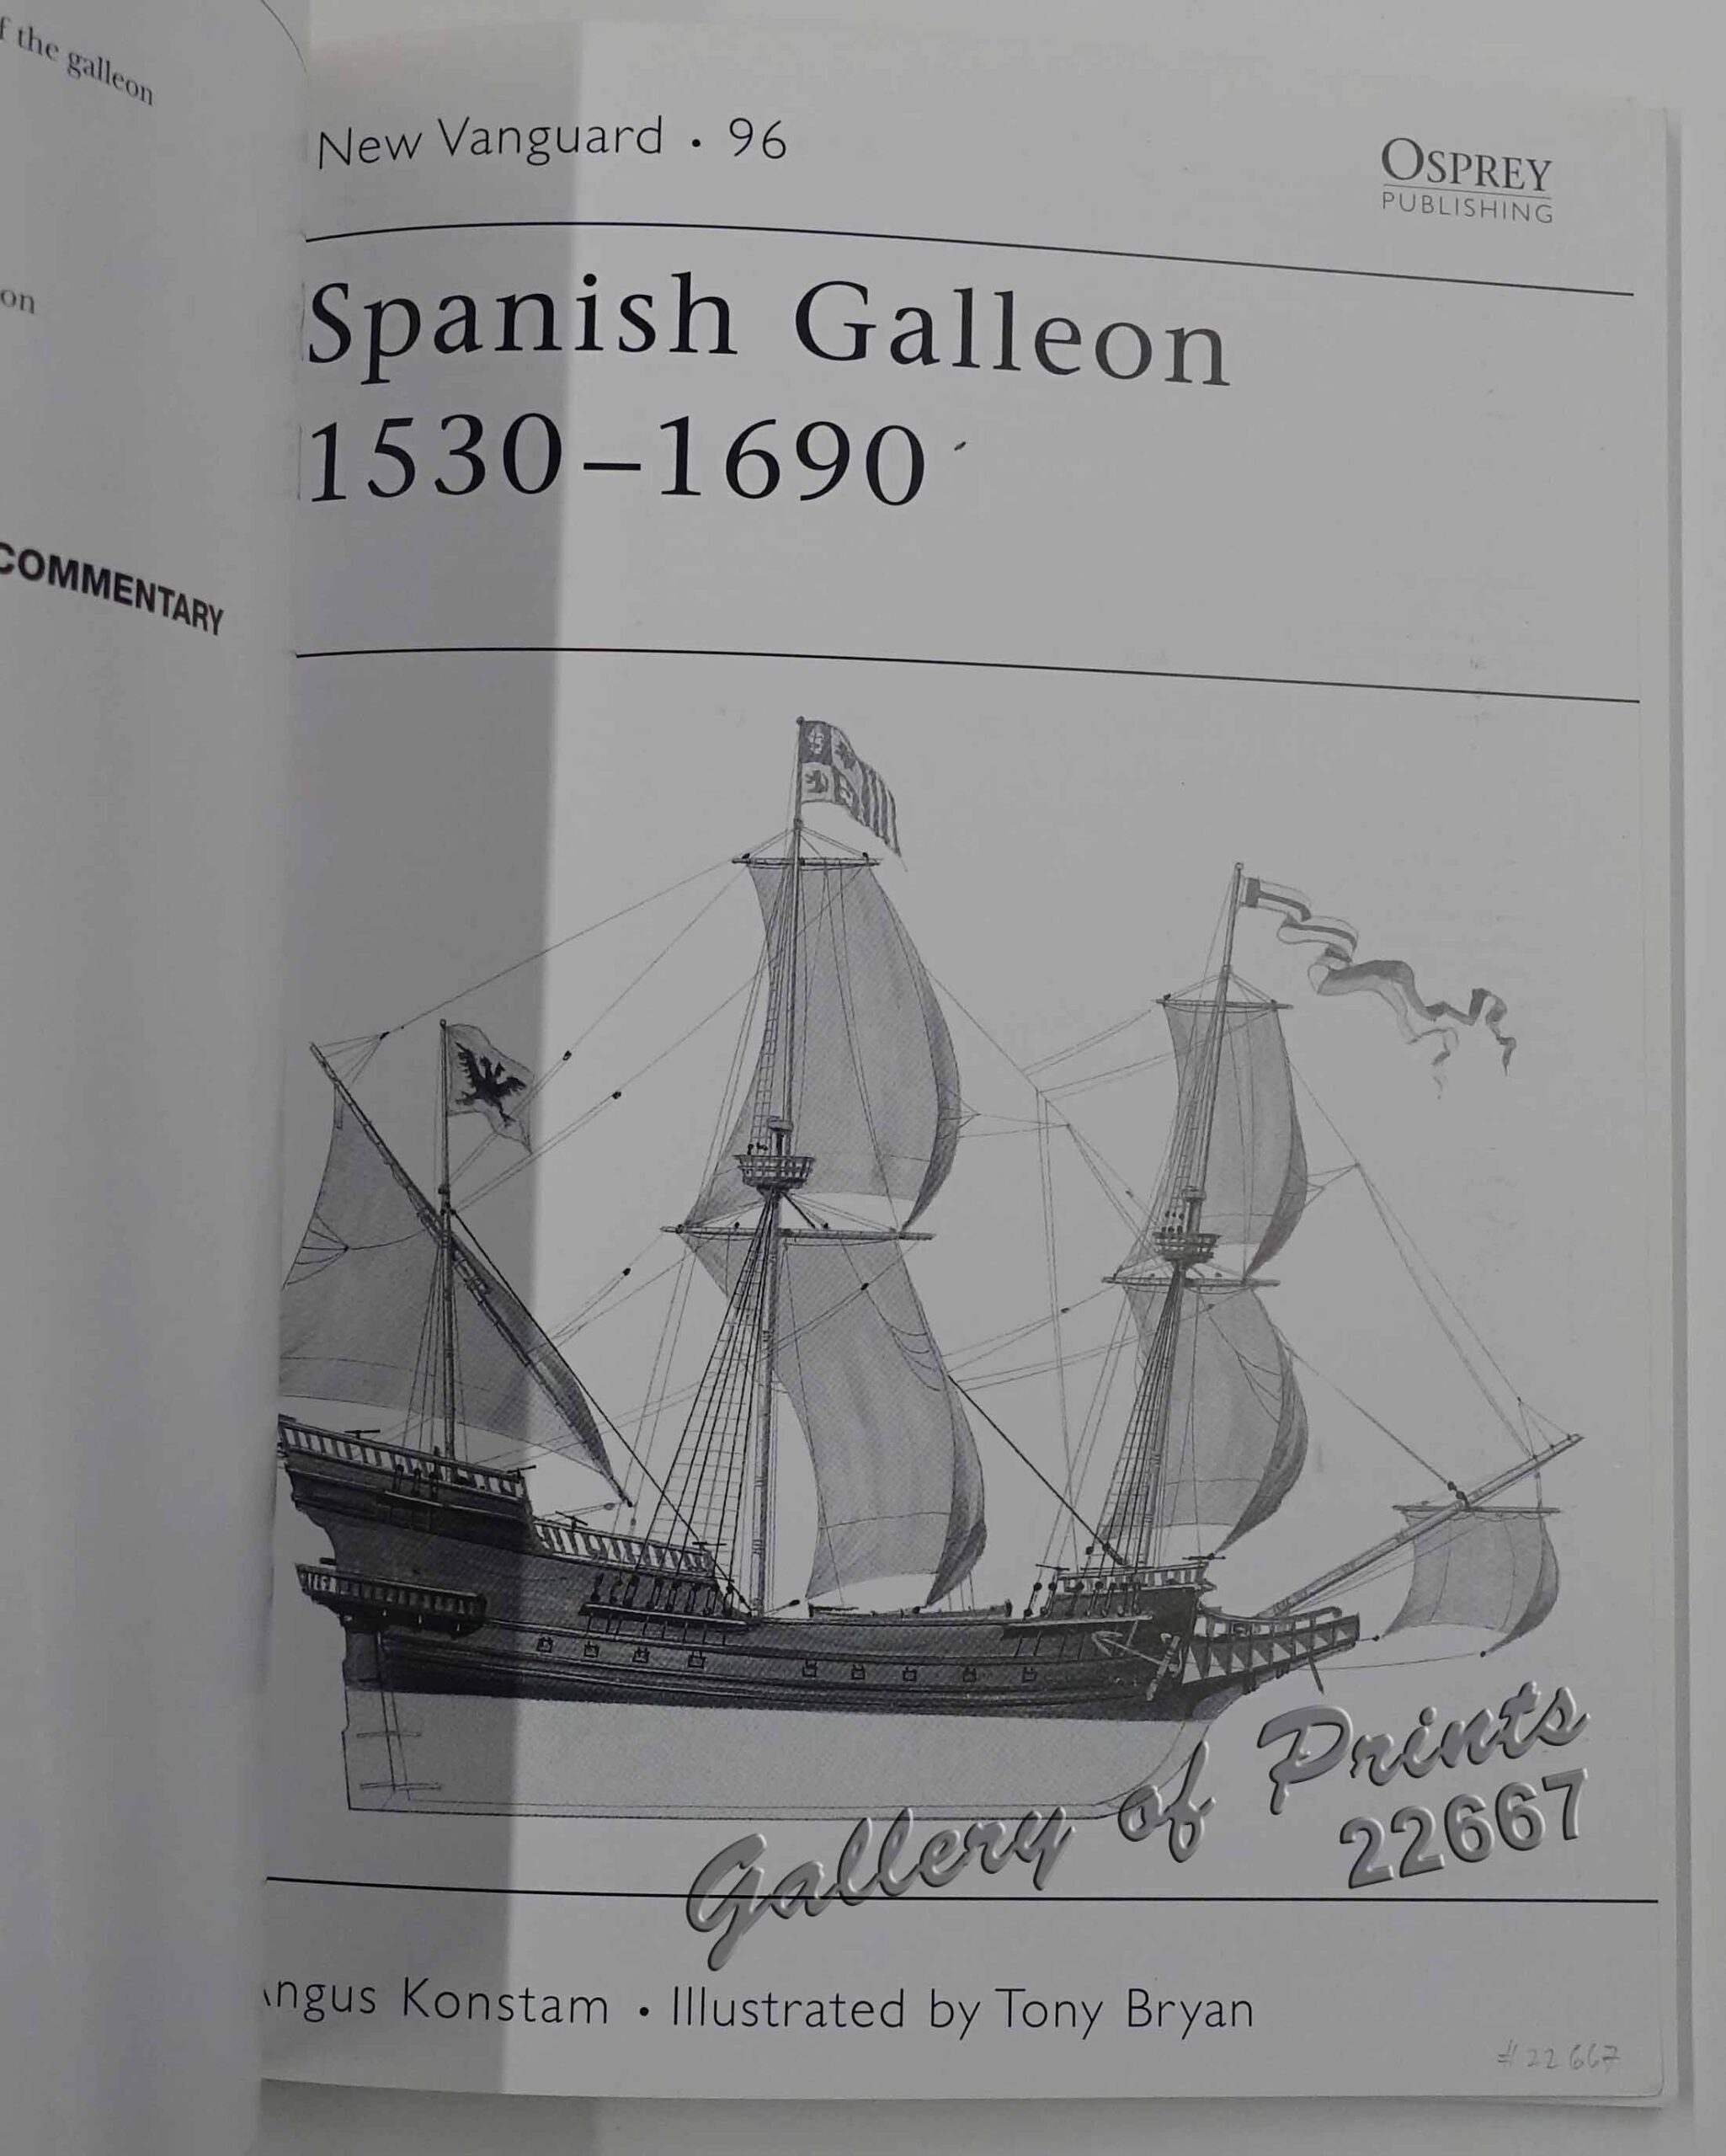 f the galleon
on
COMMENTARY
New Vanguard · 96
OSPREY
PUBLISHING
Spanish Galleon
1530–1690
Gallery of Prints
22667
Angus Konstam · Illustrated by Tony Bryan
# 22667